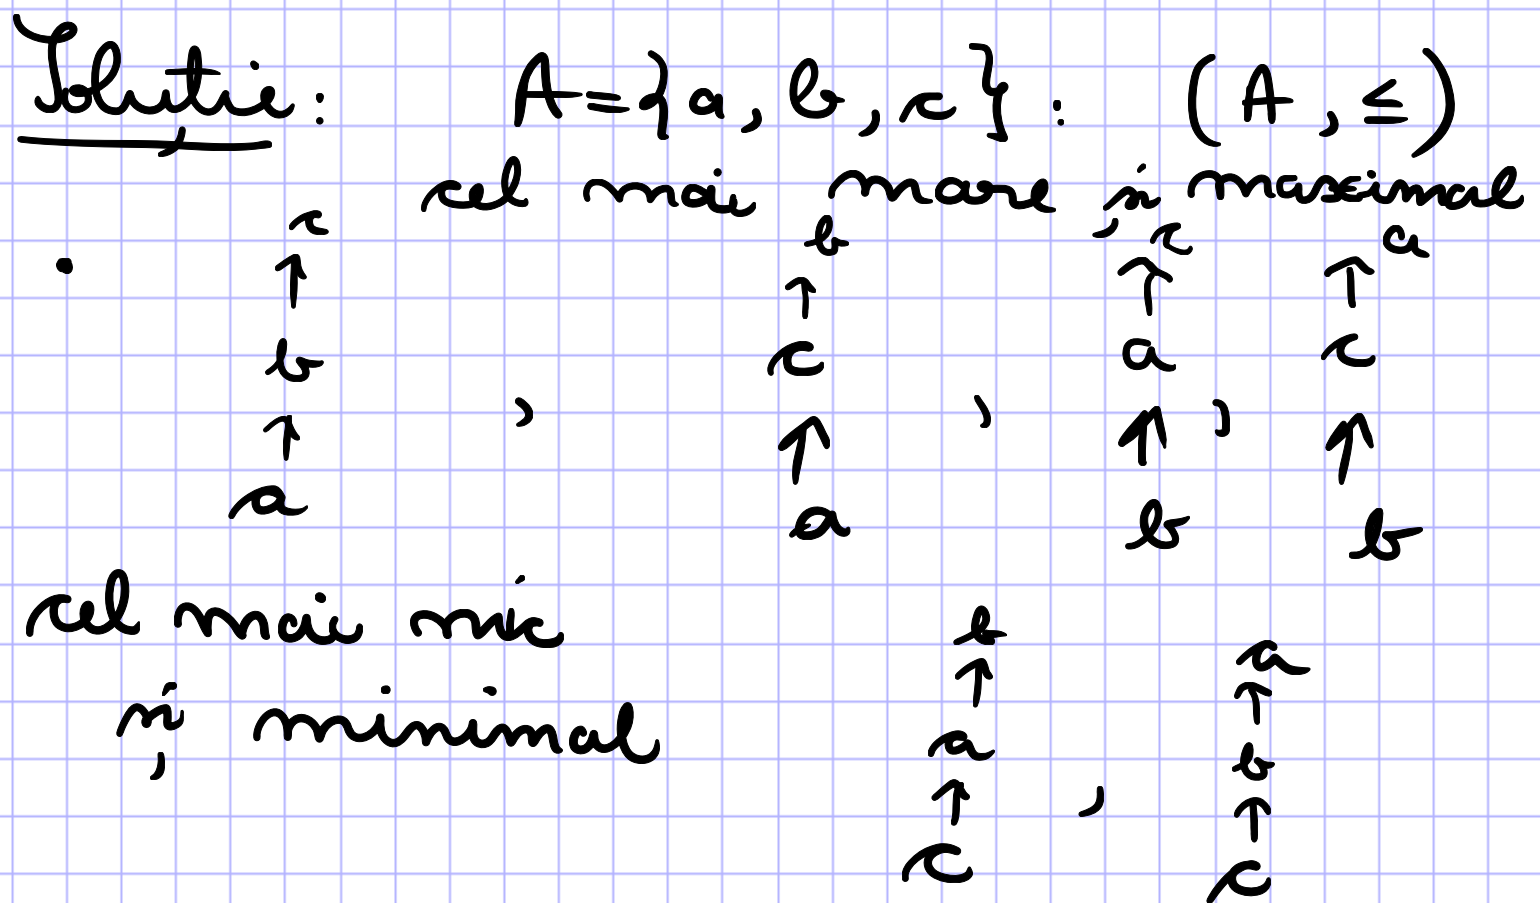 Soluție: A={a, b, c}: (A, ≤)
cel mai mare și maximal
c b c a
• ↑ ↑ ↑ ↑
b c a c
↑ , ↑ , ↑ , ↑
a a b b
cel mai mic b a
și minimal ↑ ↑
a b
↑ , ↑
c c